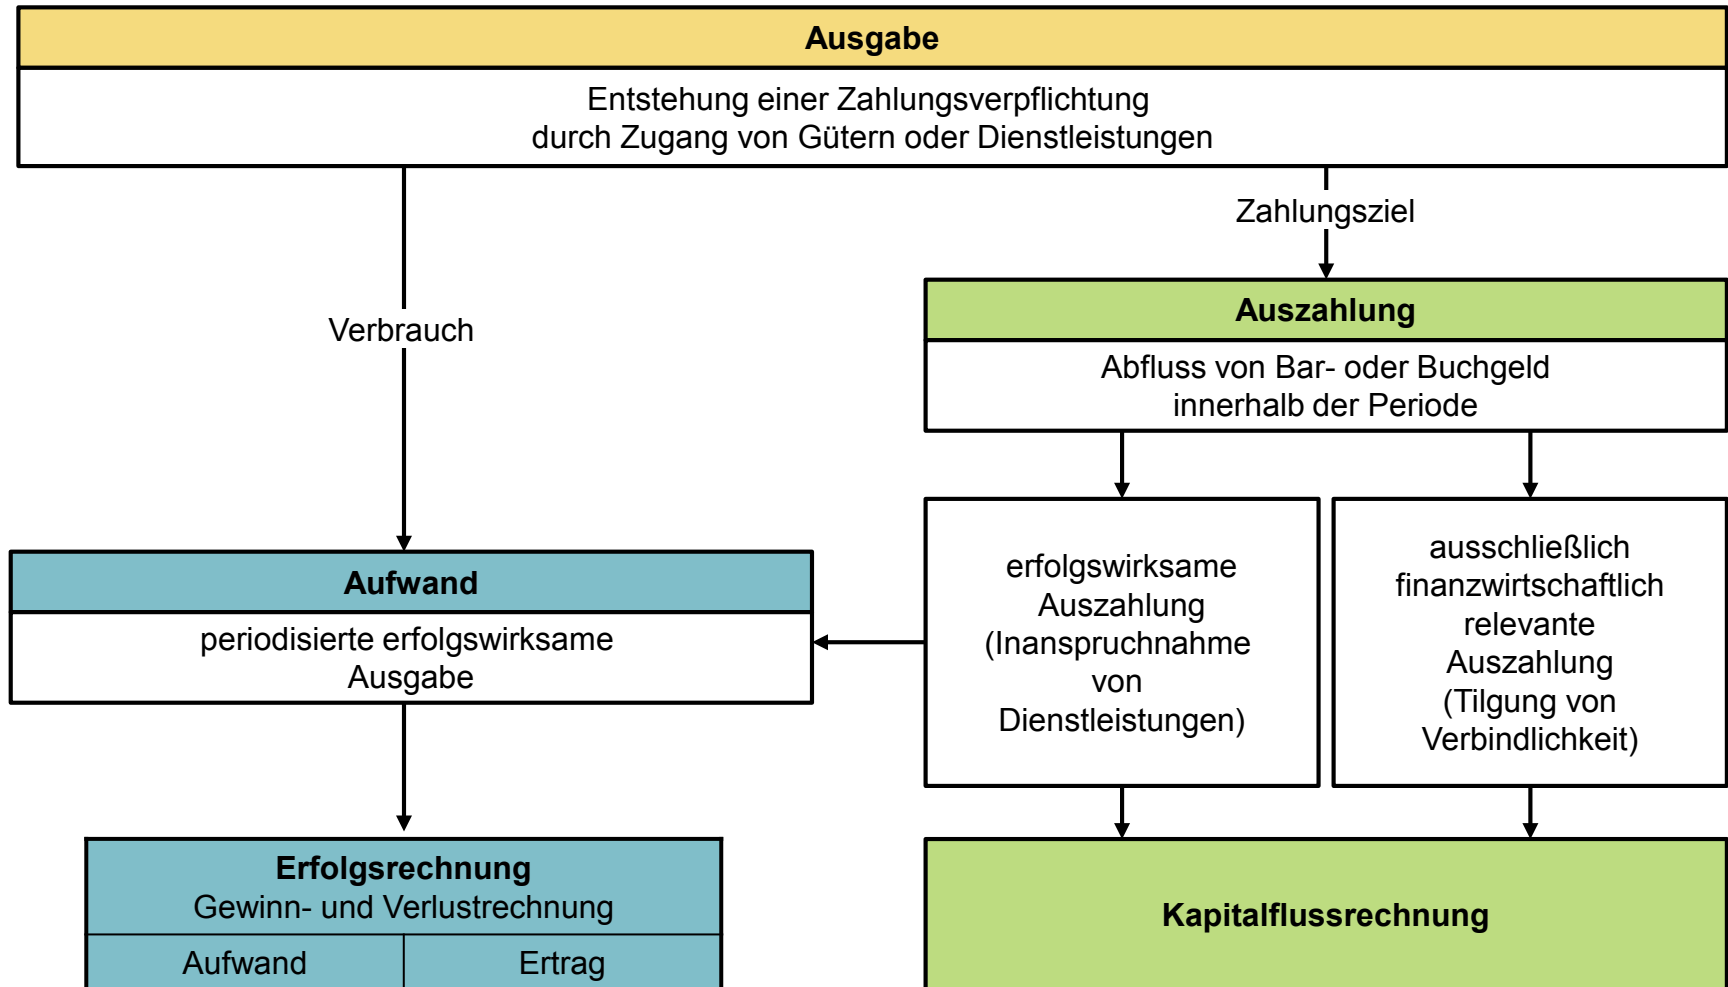 Ausgabe
Entstehung einer Zahlungsverpflichtung
durch Zugang von Gütern oder Dienstleistungen
Zahlungsziel
Verbrauch
Auszahlung
Abfluss von Bar- oder Buchgeld
innerhalb der Periode
Aufwand
periodisierte erfolgswirksame
Ausgabe
erfolgswirksame
Auszahlung
(Inanspruchnahme
von
Dienstleistungen)
ausschließlich
finanzwirtschaftlich
relevante
Auszahlung
(Tilgung von
Verbindlichkeit)
Erfolgsrechnung
Gewinn- und Verlustrechnung
Aufwand
Ertrag
Kapitalflussrechnung